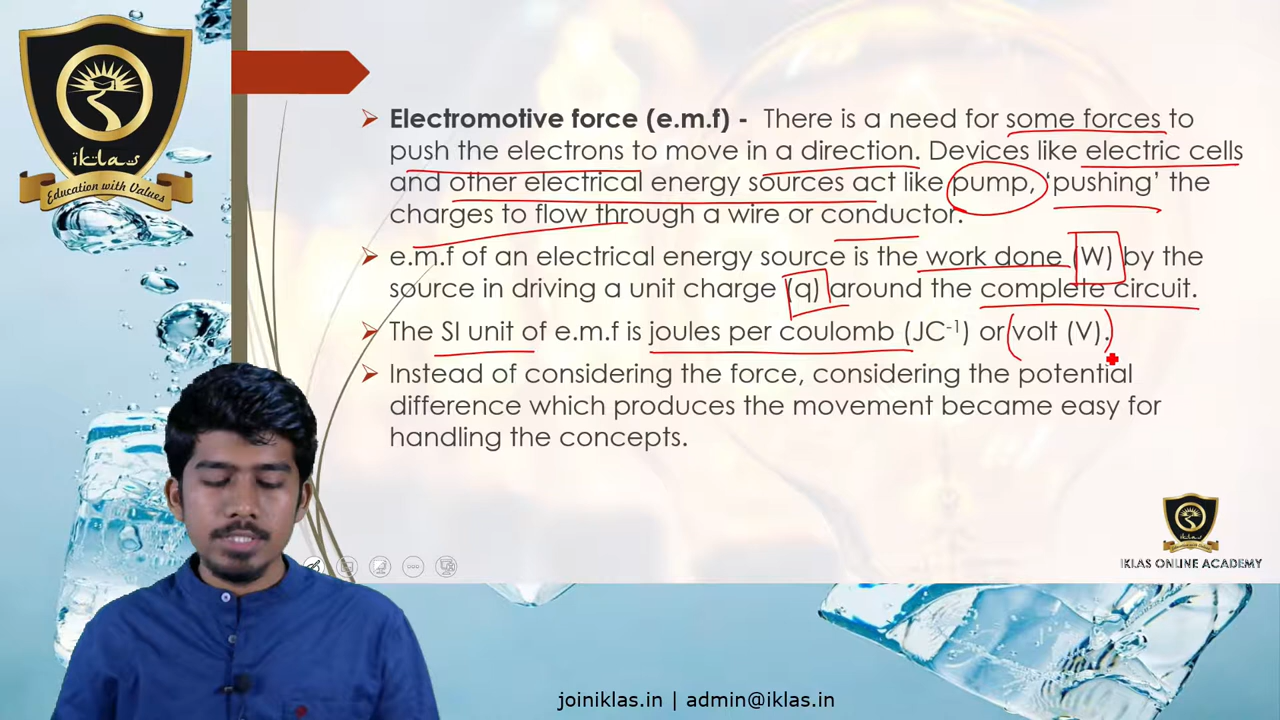 iklas
Education with Values
➢ Electromotive force (e.m.f) - There is a need for some forces to
push the electrons to move in a direction. Devices like electric cells
and other electrical energy sources act like pump, ‘pushing’ the
charges to flow through a wire or conductor.
➢ e.m.f of an electrical energy source is the work done (W) by the
source in driving a unit charge (q) around the complete circuit.
➢ The SI unit of e.m.f is joules per coulomb (JC⁻¹) or volt (V).
➢ Instead of considering the force, considering the potential
difference which produces the movement became easy for
handling the concepts.
iklas
IKLAS ONLINE ACADEMY
joiniklas.in | admin@iklas.in